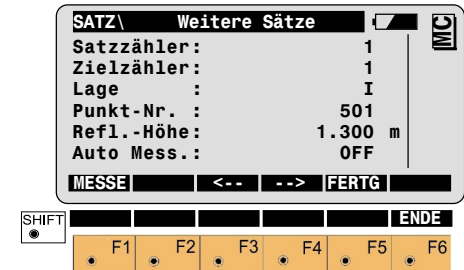 SATZ\ Weitere Sätze MC
Satzzähler: 1
Zielzähler: 1
Lage : I
Punkt-Nr. : 501
Refl.-Höhe: 1.300 m
Auto Mess.: OFF
MESSE <-- --> FERTG
SHIFT ENDE
F1 F2 F3 F4 F5 F6